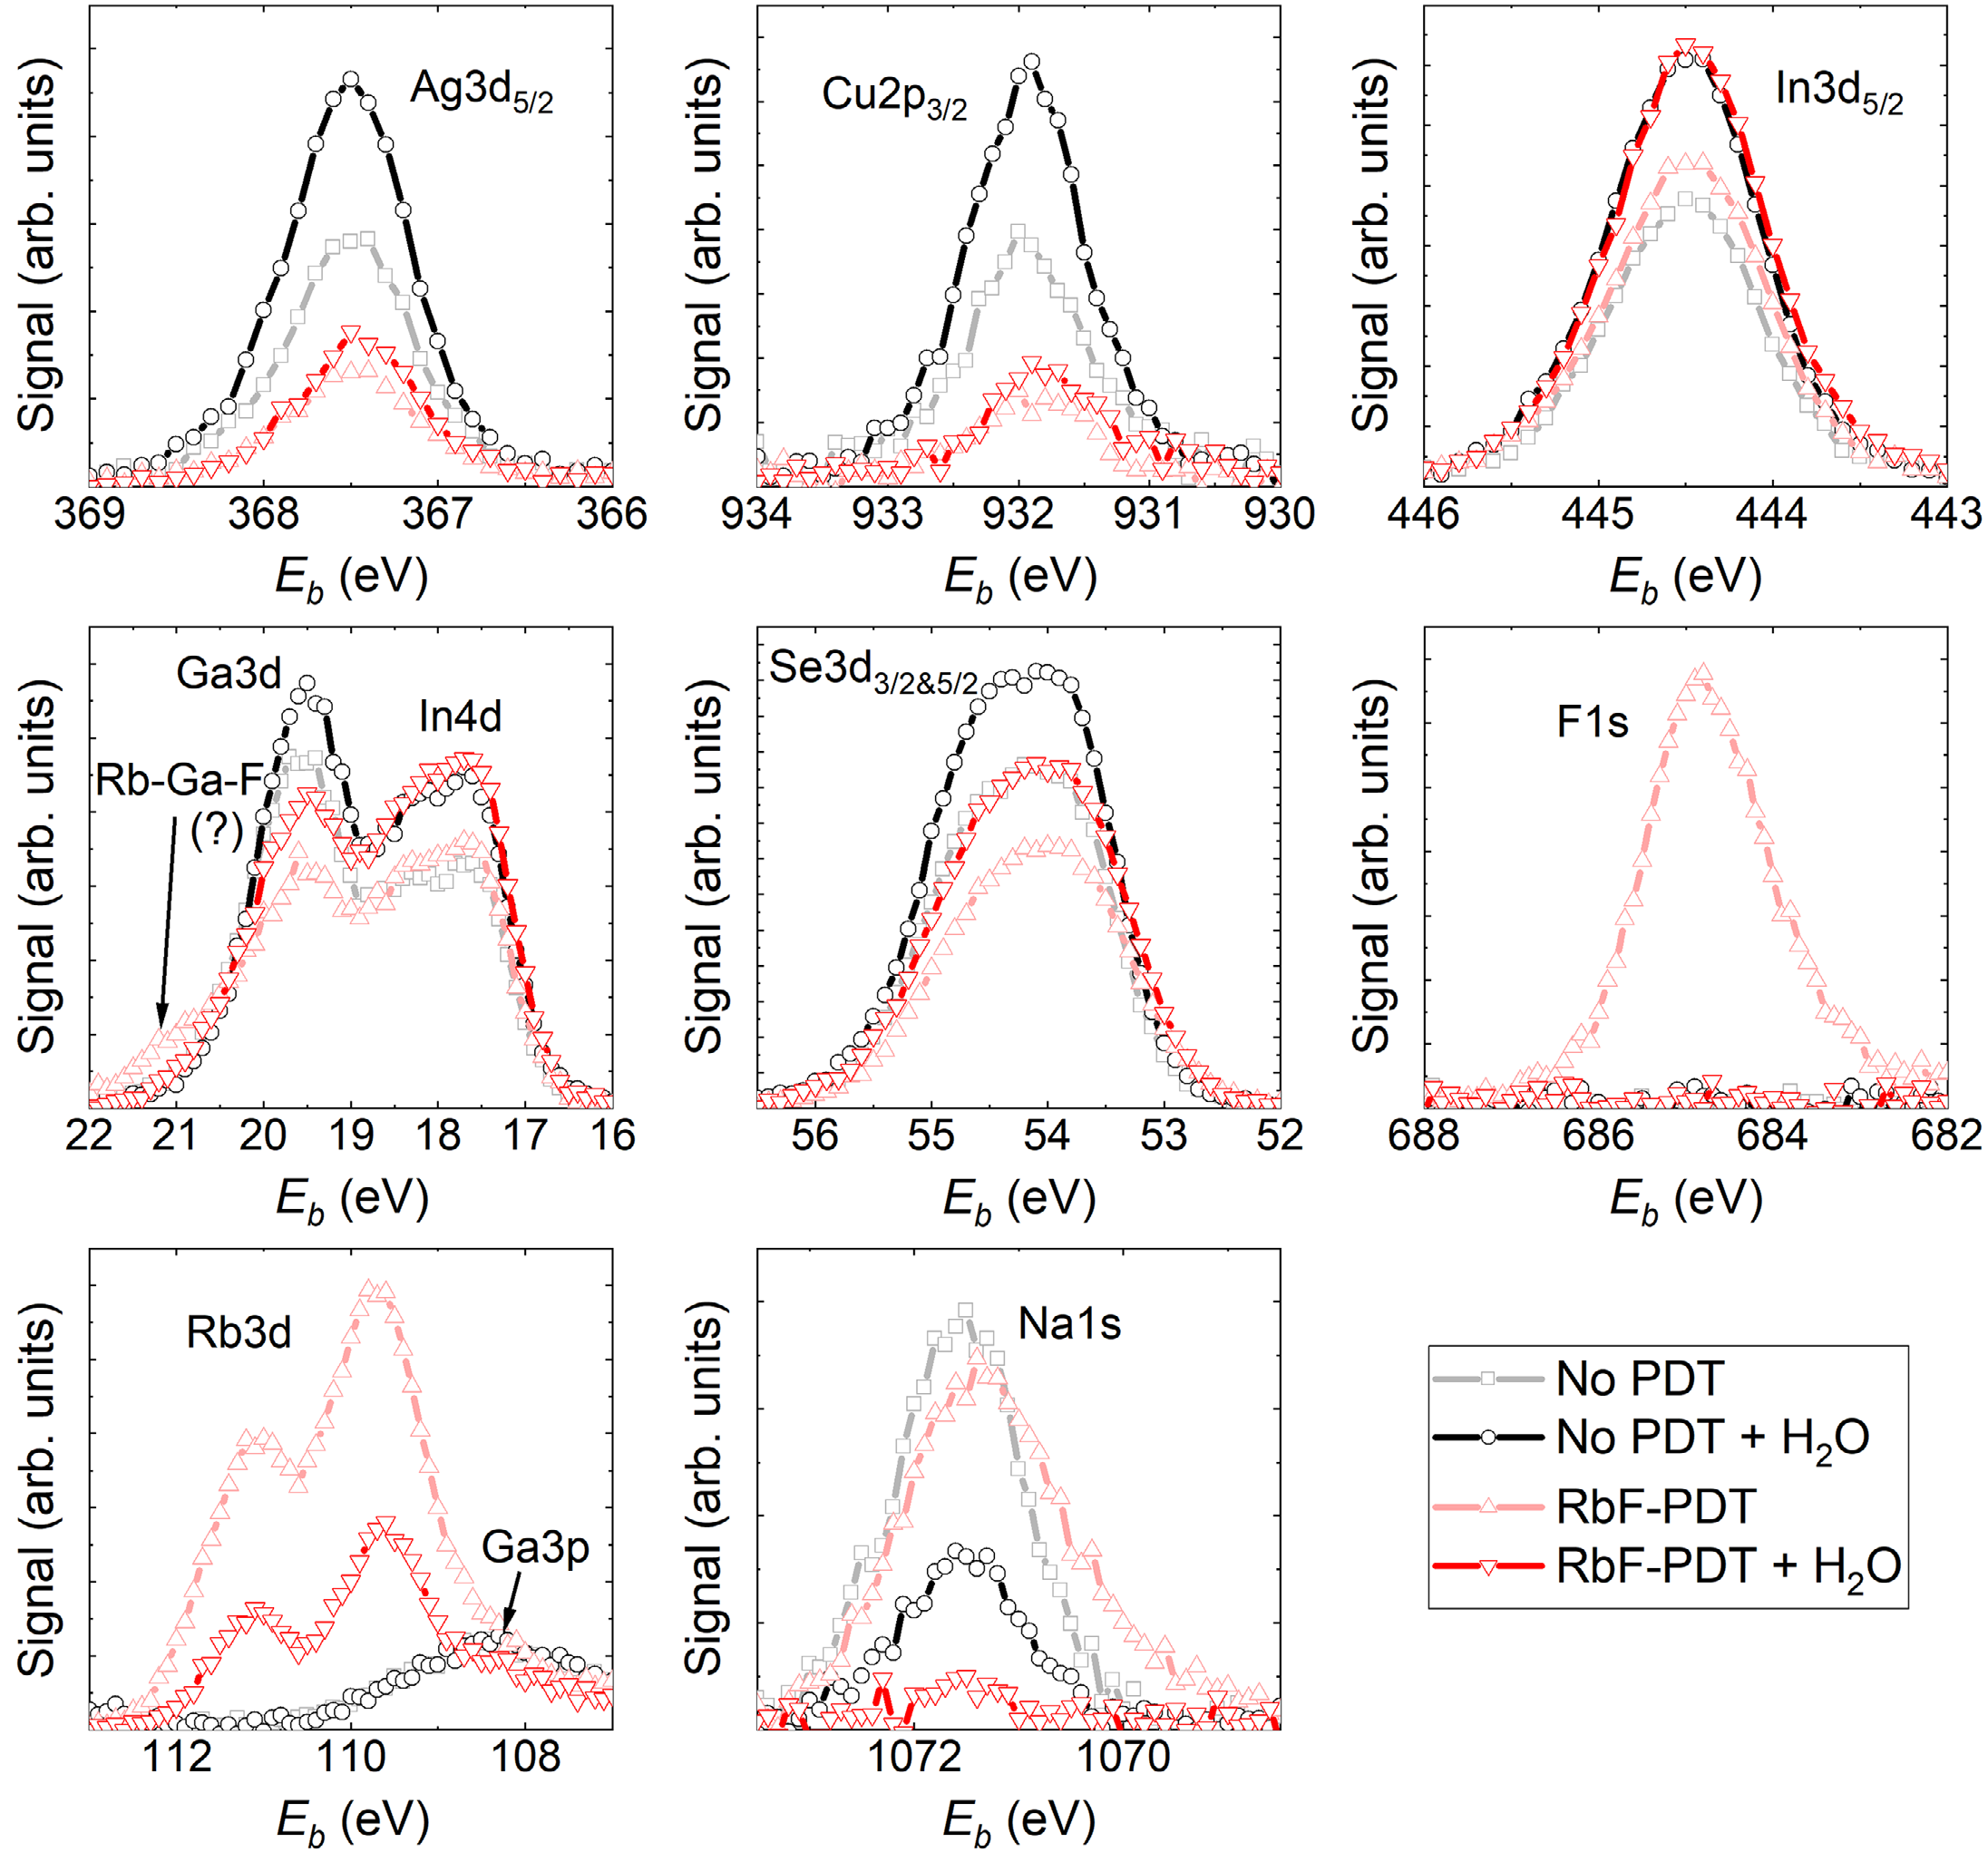 Signal (arb. units)
Ag3d5/2
369 368 367 366
Eb (eV)
Signal (arb. units)
Cu2p3/2
934 933 932 931 930
Eb (eV)
Signal (arb. units)
In3d5/2
446 445 444 443
Eb (eV)
Signal (arb. units)
Ga3d
In4d
Rb-Ga-F
(?)
22 21 20 19 18 17 16
Eb (eV)
Signal (arb. units)
Se3d3/2&5/2
56 55 54 53 52
Eb (eV)
Signal (arb. units)
F1s
688 686 684 682
Eb (eV)
Signal (arb. units)
Rb3d
Ga3p
112 110 108
Eb (eV)
Signal (arb. units)
Na1s
1072 1070
Eb (eV)
No PDT
No PDT + H2O
RbF-PDT
RbF-PDT + H2O